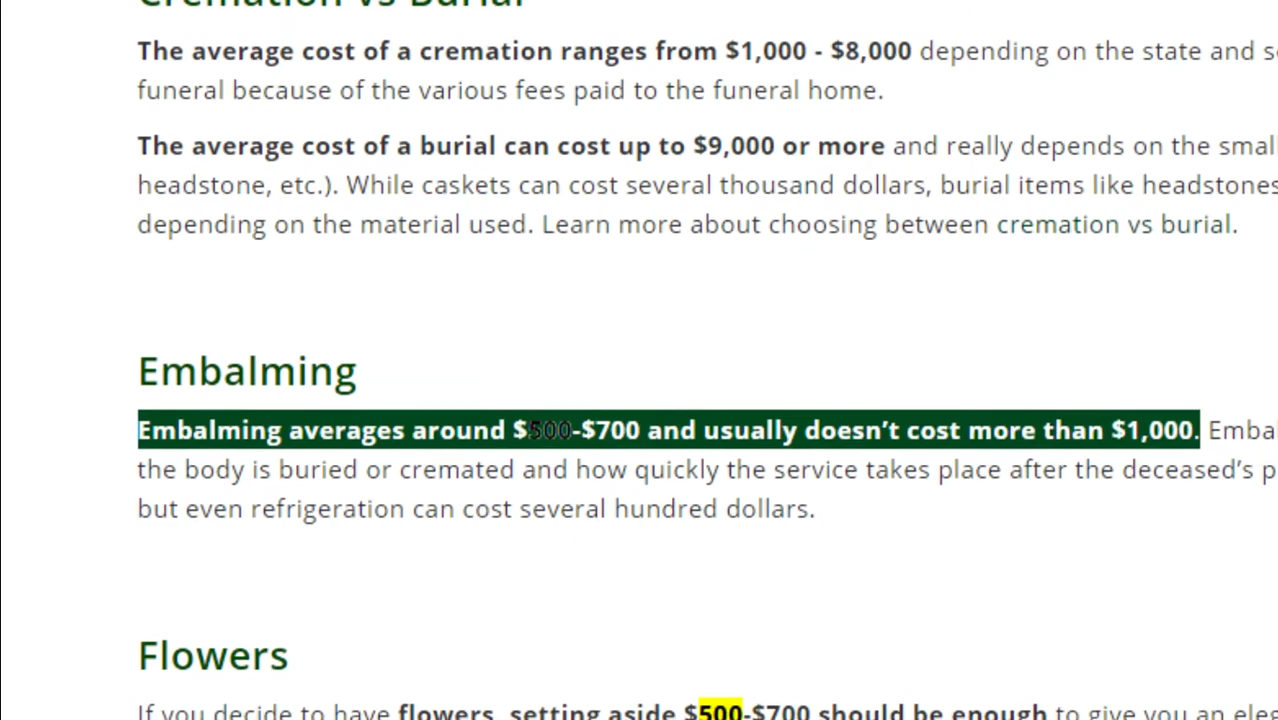 Cremation vs Burial
The average cost of a cremation ranges from $1,000 - $8,000 depending on the state and
funeral because of the various fees paid to the funeral home.
The average cost of a burial can cost up to $9,000 or more and really depends on the small
headstone, etc.). While caskets can cost several thousand dollars, burial items like headstones
depending on the material used. Learn more about choosing between cremation vs burial.
Embalming
Embalming averages around $500-$700 and usually doesn’t cost more than $1,000. Embal
the body is buried or cremated and how quickly the service takes place after the deceased’s p
but even refrigeration can cost several hundred dollars.
Flowers
If you decide to have flowers, setting aside $500-$700 should be enough to give you an eleg